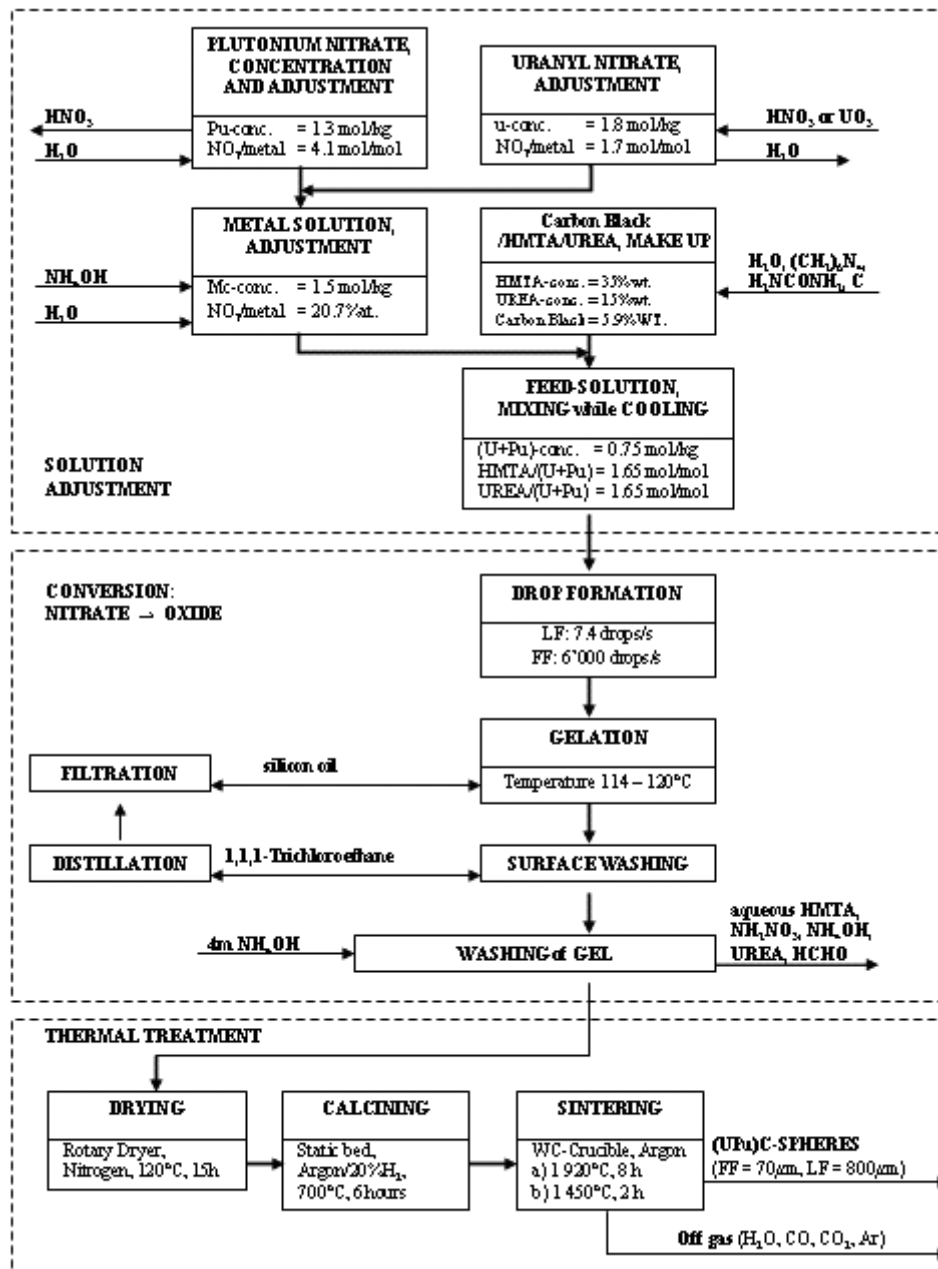 PLUTONIUM NITRATE,
CONCENTRATION
AND ADJUSTMENT
Pu-conc. = 1.3 mol/kg
NO₃/metal = 4.1 mol/mol
HNO₃
H₂O
URANYL NITRATE,
ADJUSTMENT
u-conc. = 1.8 mol/kg
NO₃/metal = 1.7 mol/mol
HNO₃ or UO₃
H₂O
METAL SOLUTION,
ADJUSTMENT
Mc-conc. = 1.5 mol/kg
NO₃/metal = 20.7%at.
NH₄OH
H₂O
Carbon Black
/HMTA/UREA, MAKE UP
HMTA-conc. = 35%wt.
UREA-conc. = 15%wt.
Carbon Black = 5.9%WT.
H₂O, (CH₂)₆N₄,
H₂NCONH₂, C
FEED-SOLUTION,
MIXING while COOLING
(U+Pu)-conc. = 0.75 mol/kg
HMTA/(U+Pu) = 1.65 mol/mol
UREA/(U+Pu) = 1.65 mol/mol
SOLUTION
ADJUSTMENT
CONVERSION:
NITRATE → OXIDE
DROP FORMATION
LF: 7.4 drops/s
FF: 6'000 drops/s
GELATION
Temperature 114 – 120°C
FILTRATION
silicon oil
DISTILLATION
1,1,1-Trichloroethane
SURFACE WASHING
4m NH₄OH
WASHING of GEL
aqueous HMTA,
NH₄NO₃, NH₄OH,
UREA, HCHO
THERMAL TREATMENT
DRYING
Rotary Dryer,
Nitrogen, 120°C, 15h
CALCINING
Static bed,
Argon/20%H₂,
700°C, 6hours
SINTERING
WC-Crucible, Argon
a) 1 920°C, 8 h
b) 1 450°C, 2 h
(UPu)C-SPHERES
(FF = 70μm, LF = 800μm)
Off gas (H₂O, CO, CO₂, Ar)